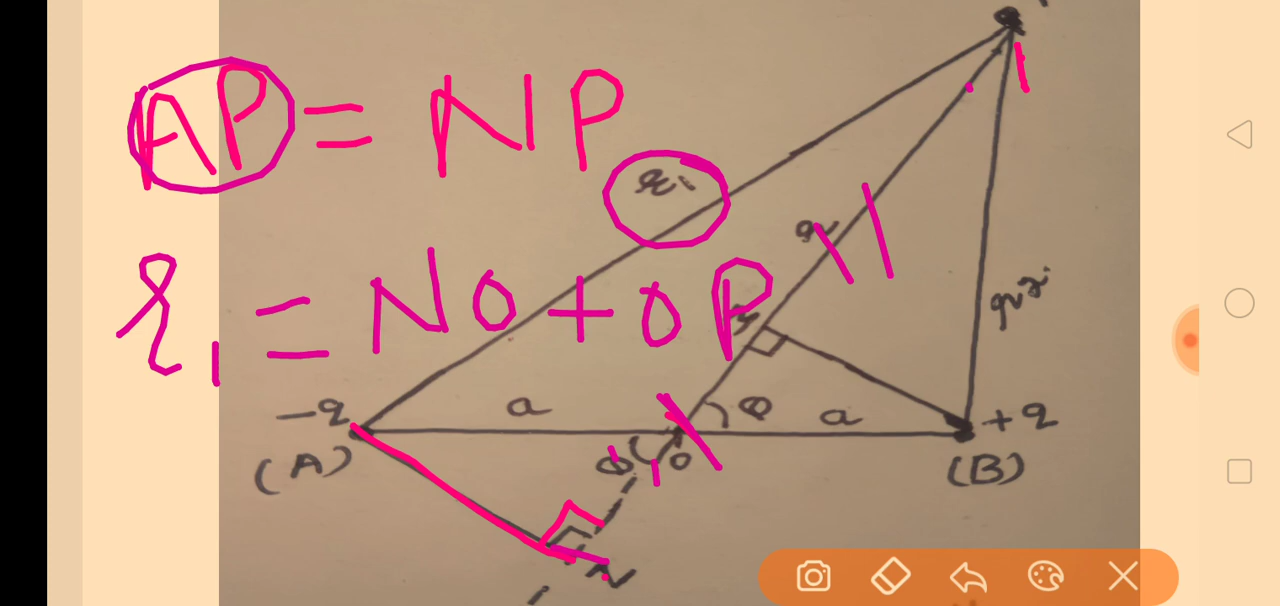 AP = NP
r₁
r₁ = NO + OP
r
M
r₂
-q
a
θ
a
+q
(A)
θ
O
(B)
N